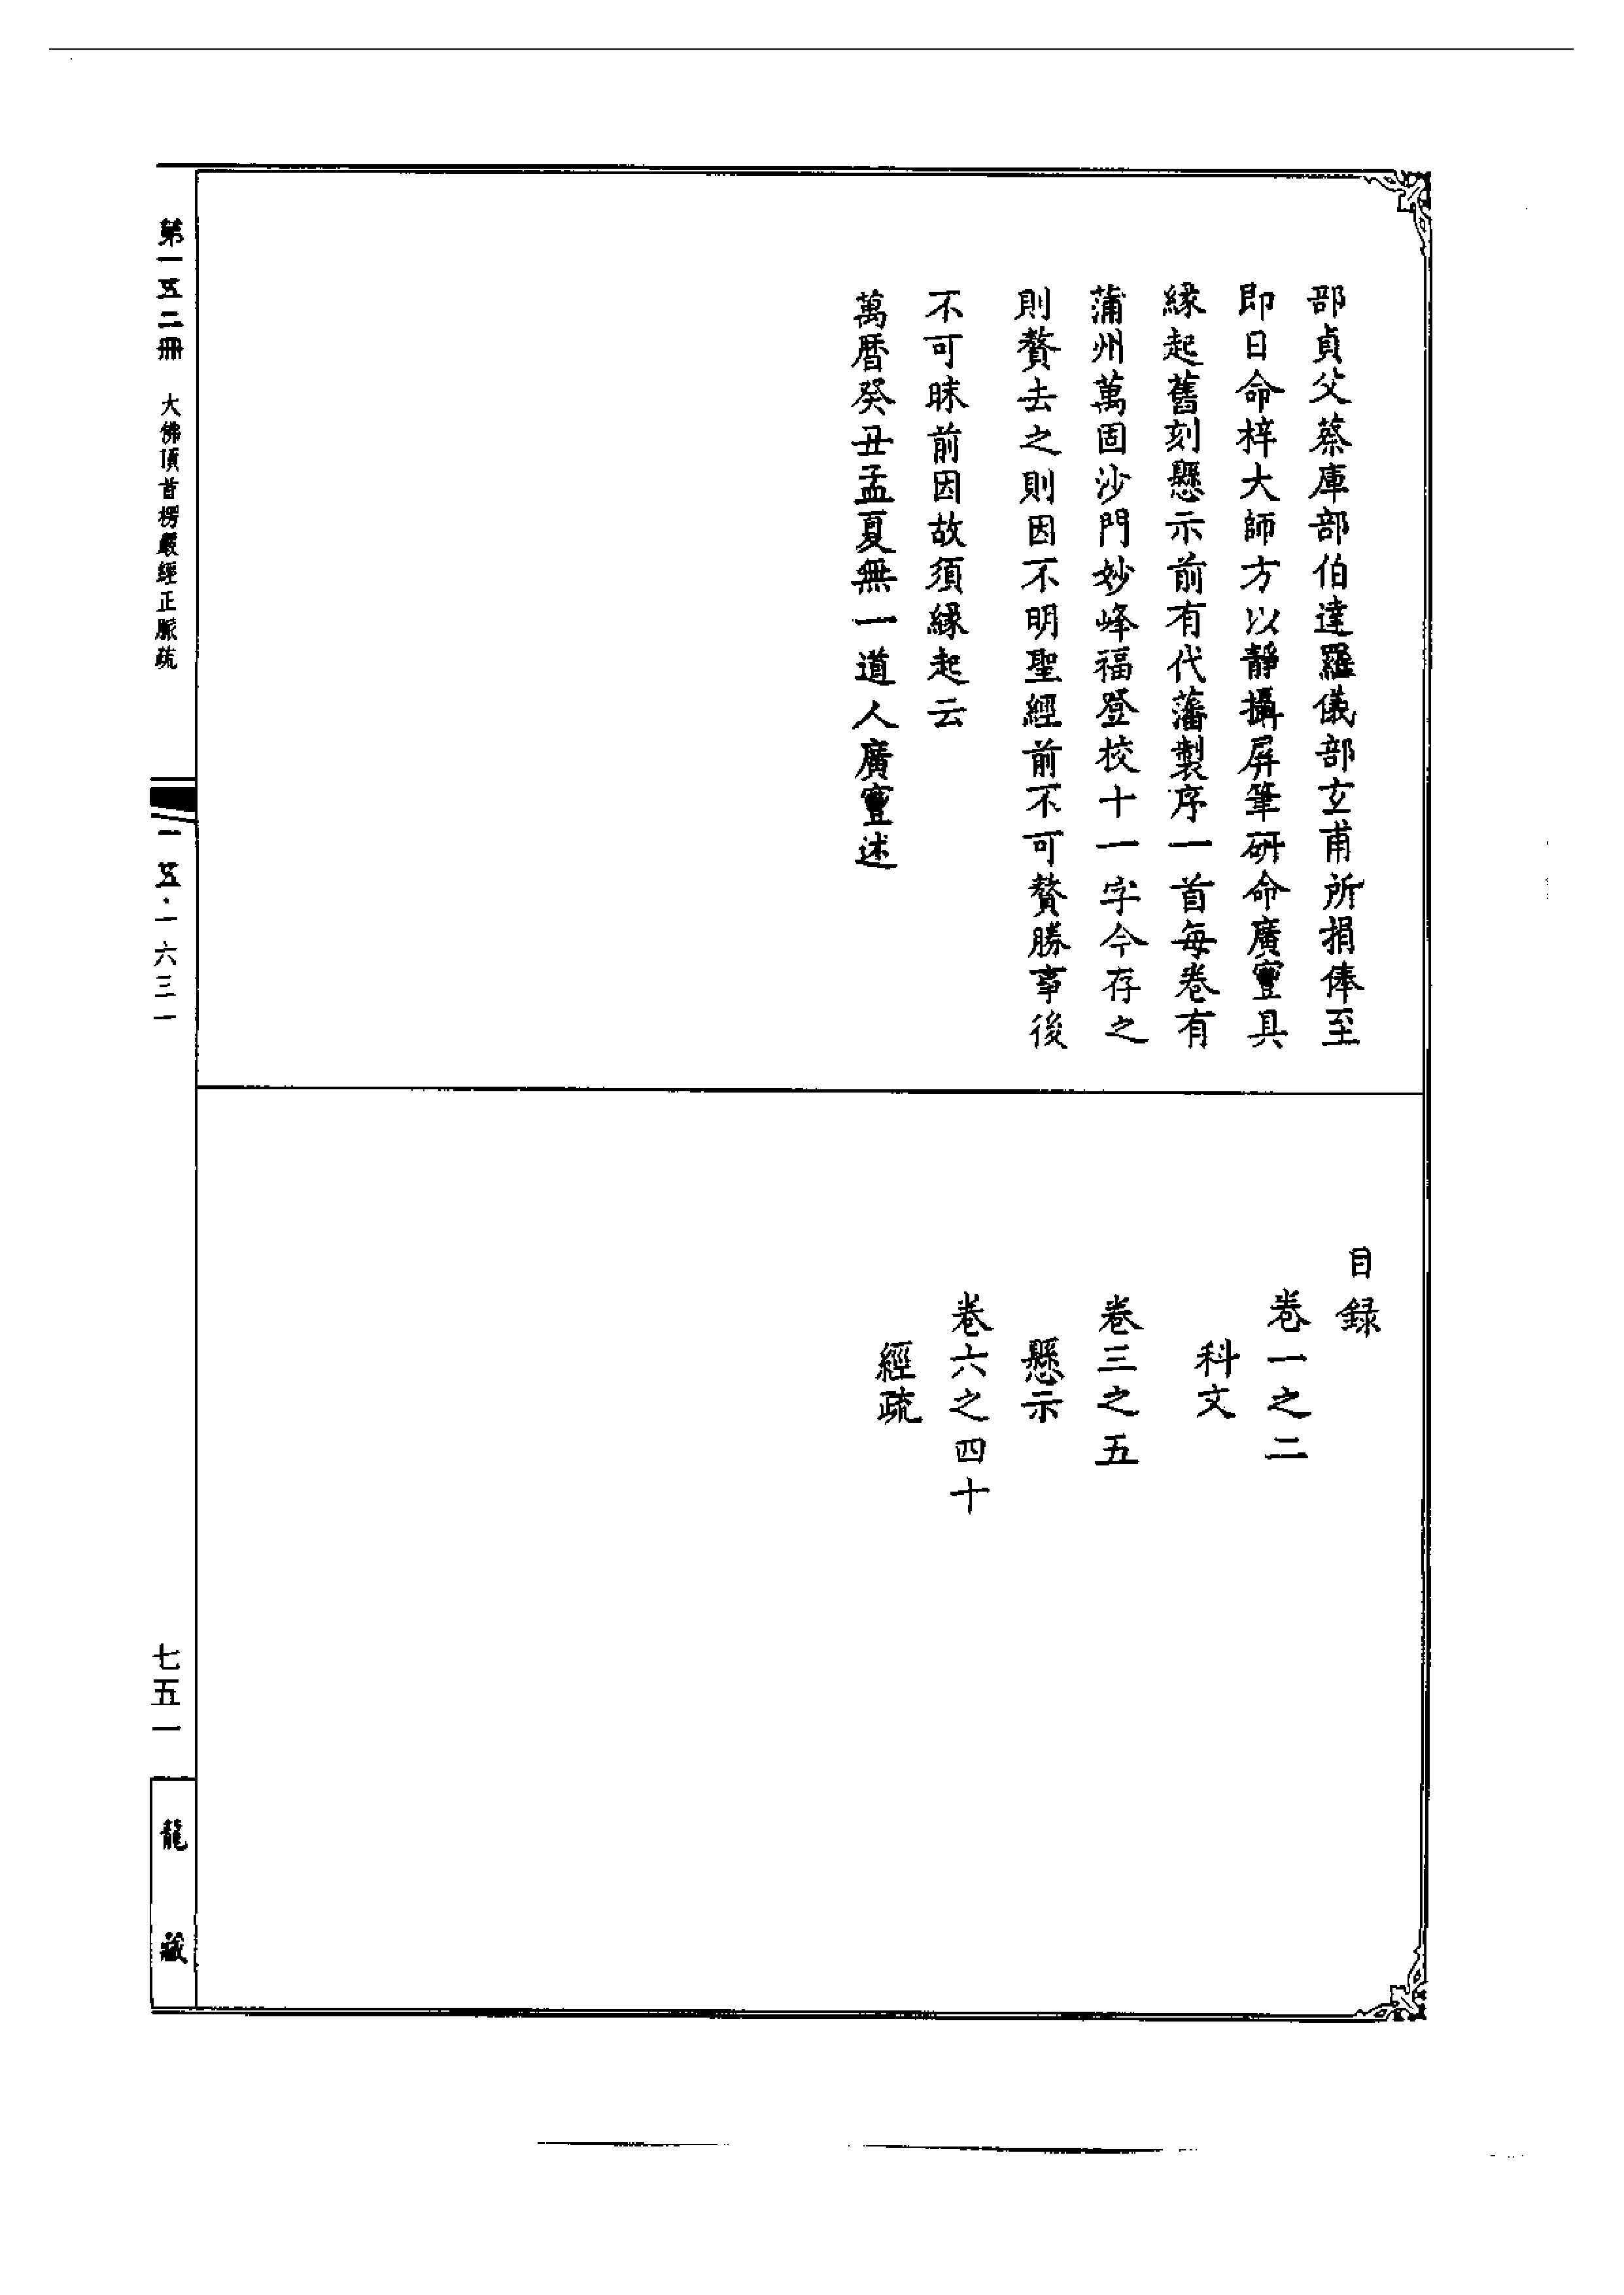 部貞父蔡庫部伯達羅儀部玄甫所捐俸至
即日命梓大師方以靜攝屏筆研命廣 具
緣起舊刻懸示前有代藩製序一首每卷有
蒲州萬固沙門妙峰福登校十一字今存之
則贅去之則因不明聖經前不可贅勝事後
不可昧前因故須緣起云
萬曆癸丑孟夏無一道人廣 述
目録
卷一之二
科文
卷三之五
懸示
卷六之四十
經疏
第一五二冊 大佛頂首楞嚴經正脈疏
一五·一六三一
七五一
龍藏